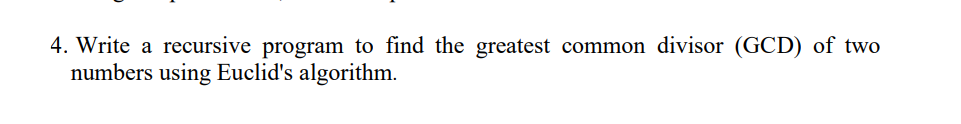 4. Write a recursive program to find the greatest common divisor (GCD) of two
numbers using Euclid's algorithm.